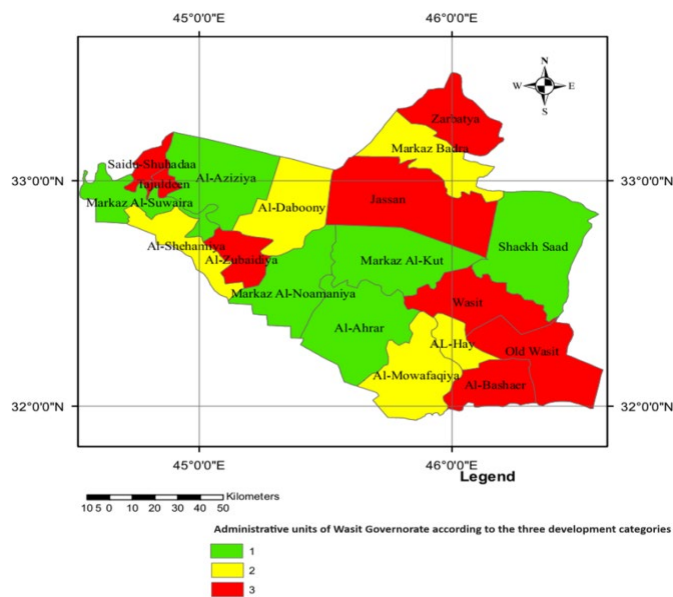 45°0'0"E 46°0'0"E
N
W E
S
Zarbatya
Markaz Badra
Saidu-Shuhadaa
33°0'0"N 33°0'0"N
Al-Aziziya
Tajuldeen
Jassan
Markaz Al-Suwaira
Al-Daboony
Al-Shehamiya
Shaekh Saad
Al-Zubaidiya
Markaz Al-Kut
Markaz Al-Noamaniya
Wasit
Al-Ahrar
AL-Hay
Old Wasit
Al-Mowafaqiya
Al-Bashaer
32°0'0"N 32°0'0"N
45°0'0"E 46°0'0"E
Legend
Kilometers
10 5 0 10 20 30 40 50
Administrative units of Wasit Governorate according to the three development categories
1
2
3